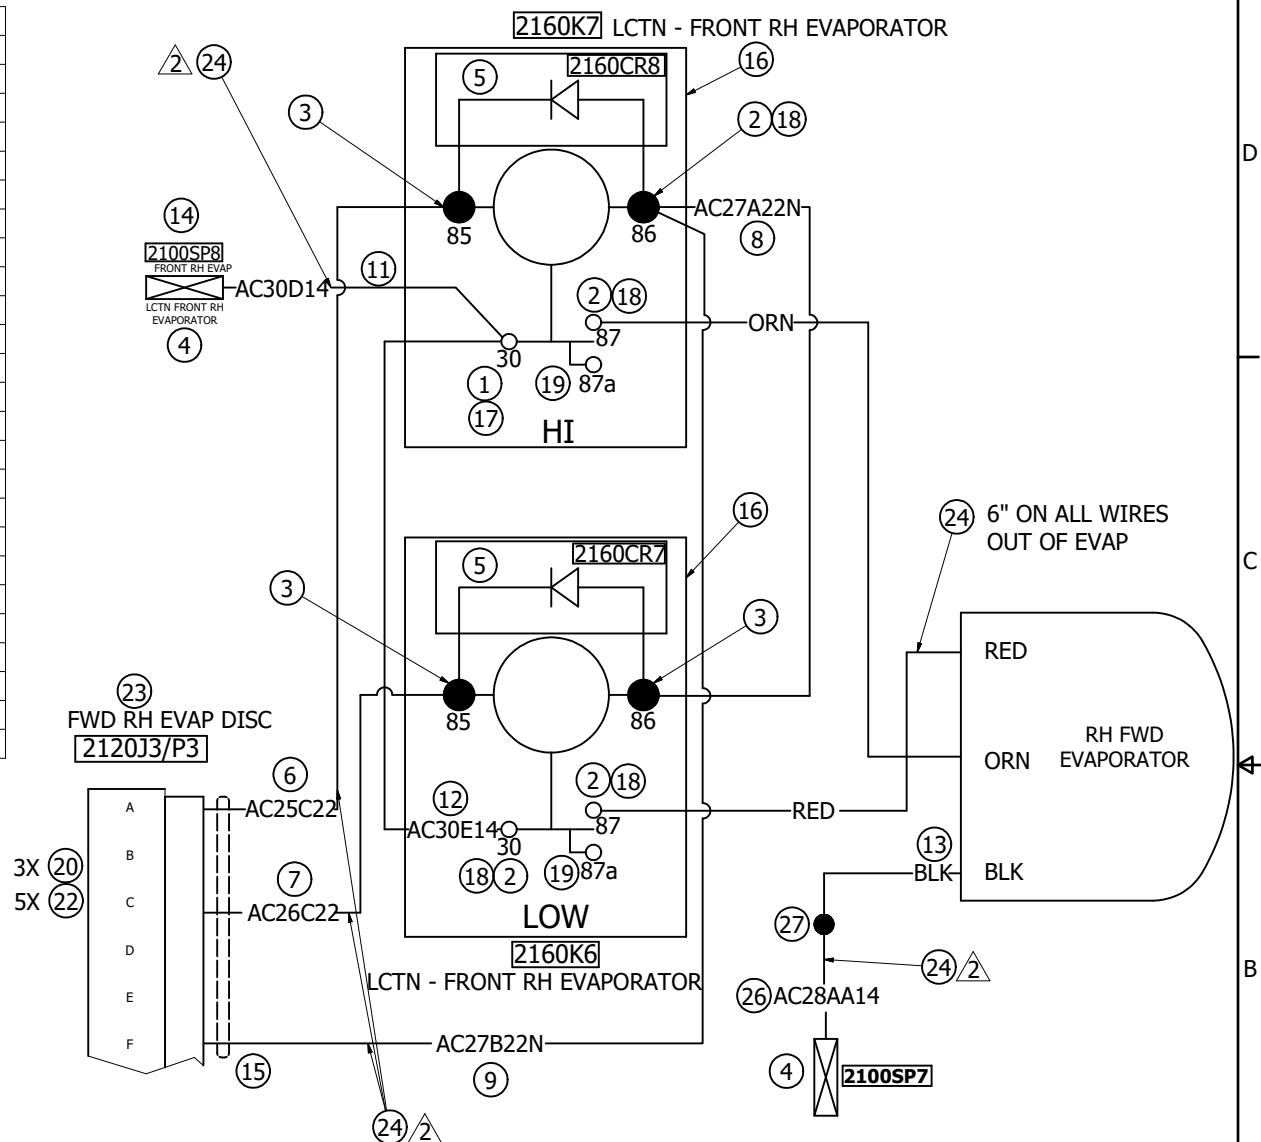 2160K7 LCTN - FRONT RH EVAPORATOR
2 24
5
2160CR8
16
3
2 18
D
14
85
86
AC27A22N
8
2100SP8
FRONT RH EVAP
AC30D14
11
LCTN FRONT RH
EVAPORATOR
4
2 18
87
ORN
30
87a
1
19
17
HI
16
24 6" ON ALL WIRES
OUT OF EVAP
5
2160CR7
C
3
3
RED
23
FWD RH EVAP DISC
2120J3/P3
85
86
RH FWD
EVAPORATOR
ORN
6
A
AC25C22
12
2 18
87
RED
AC30E14
30
13
B
3X 20
5X 22
7
18 2
19
87a
BLK
BLK
C
AC26C22
LOW
27
D
2160K6
LCTN - FRONT RH EVAPORATOR
24 2
B
E
26 AC28AA14
F
AC27B22N
15
9
4
2100SP7
24 2